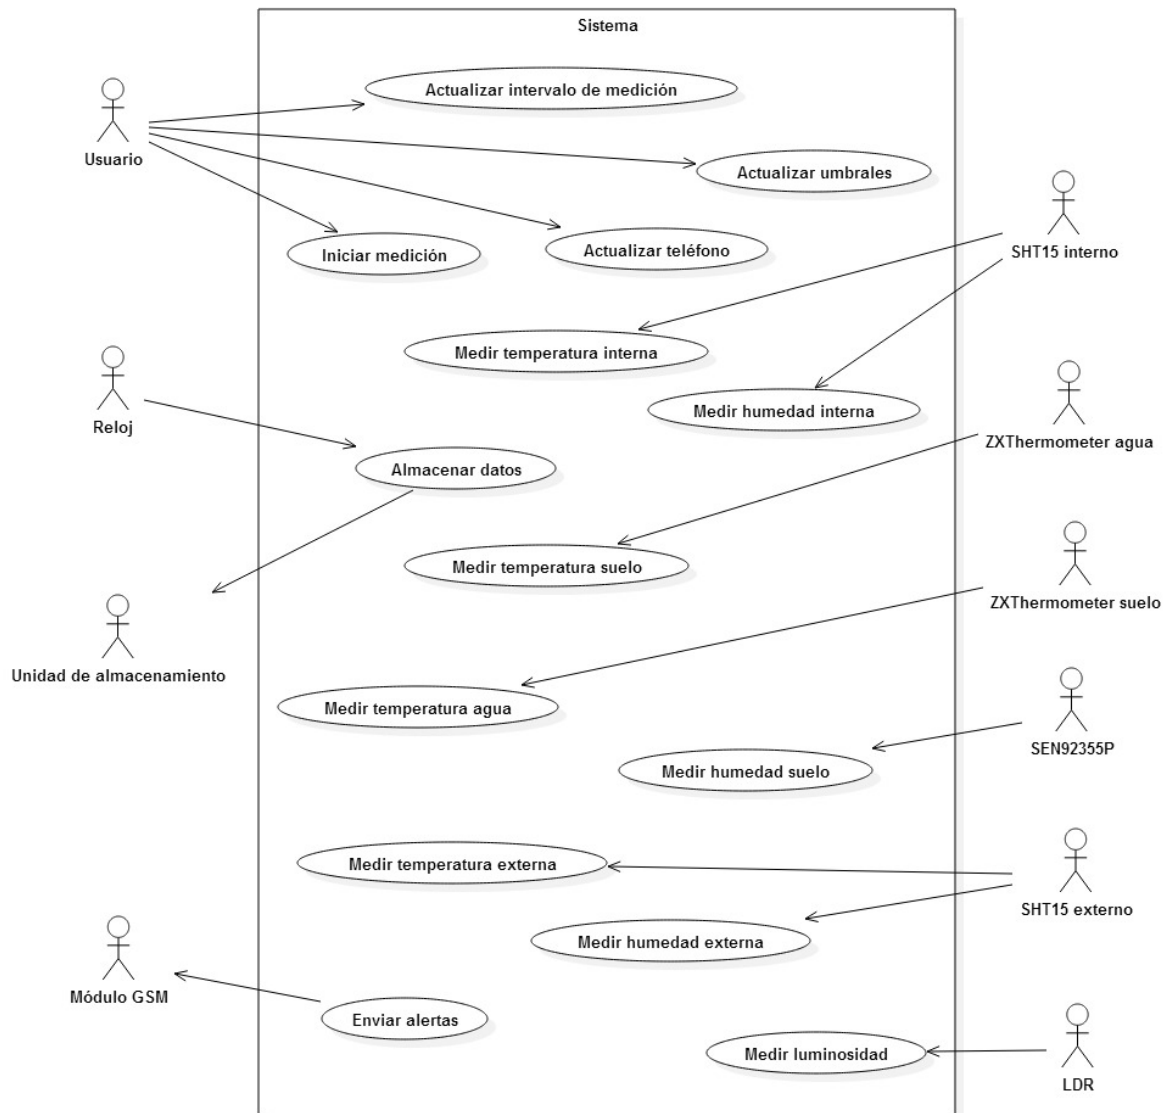 Sistema
Actualizar intervalo de medición
Usuario
Actualizar umbrales
Iniciar medición
Actualizar teléfono
SHT15 interno
Medir temperatura interna
Medir humedad interna
Reloj
ZXThermometer agua
Almacenar datos
Medir temperatura suelo
ZXThermometer suelo
Unidad de almacenamiento
Medir temperatura agua
SEN92355P
Medir humedad suelo
Medir temperatura externa
SHT15 externo
Medir humedad externa
Módulo GSM
Enviar alertas
Medir luminosidad
LDR